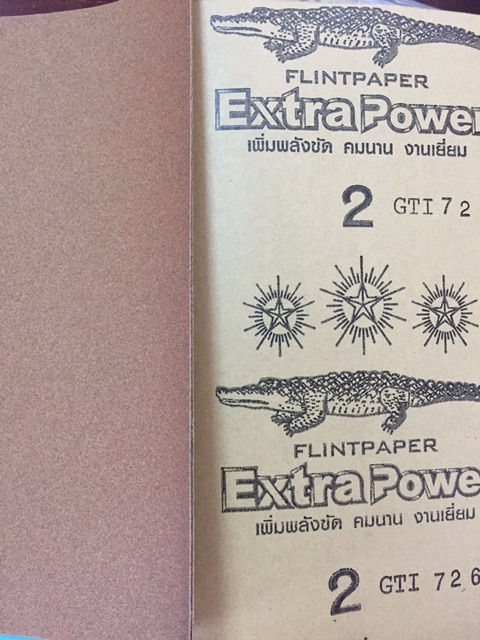 FLINTPAPER
Extra Power
เพิ่มพลังขัด คมนาน งานเยี่ยม
2 GTI 72
FLINTPAPER
Extra Powe
เพิ่มพลังขัด คมนาน งานเยี่ยม
2 GTI 726